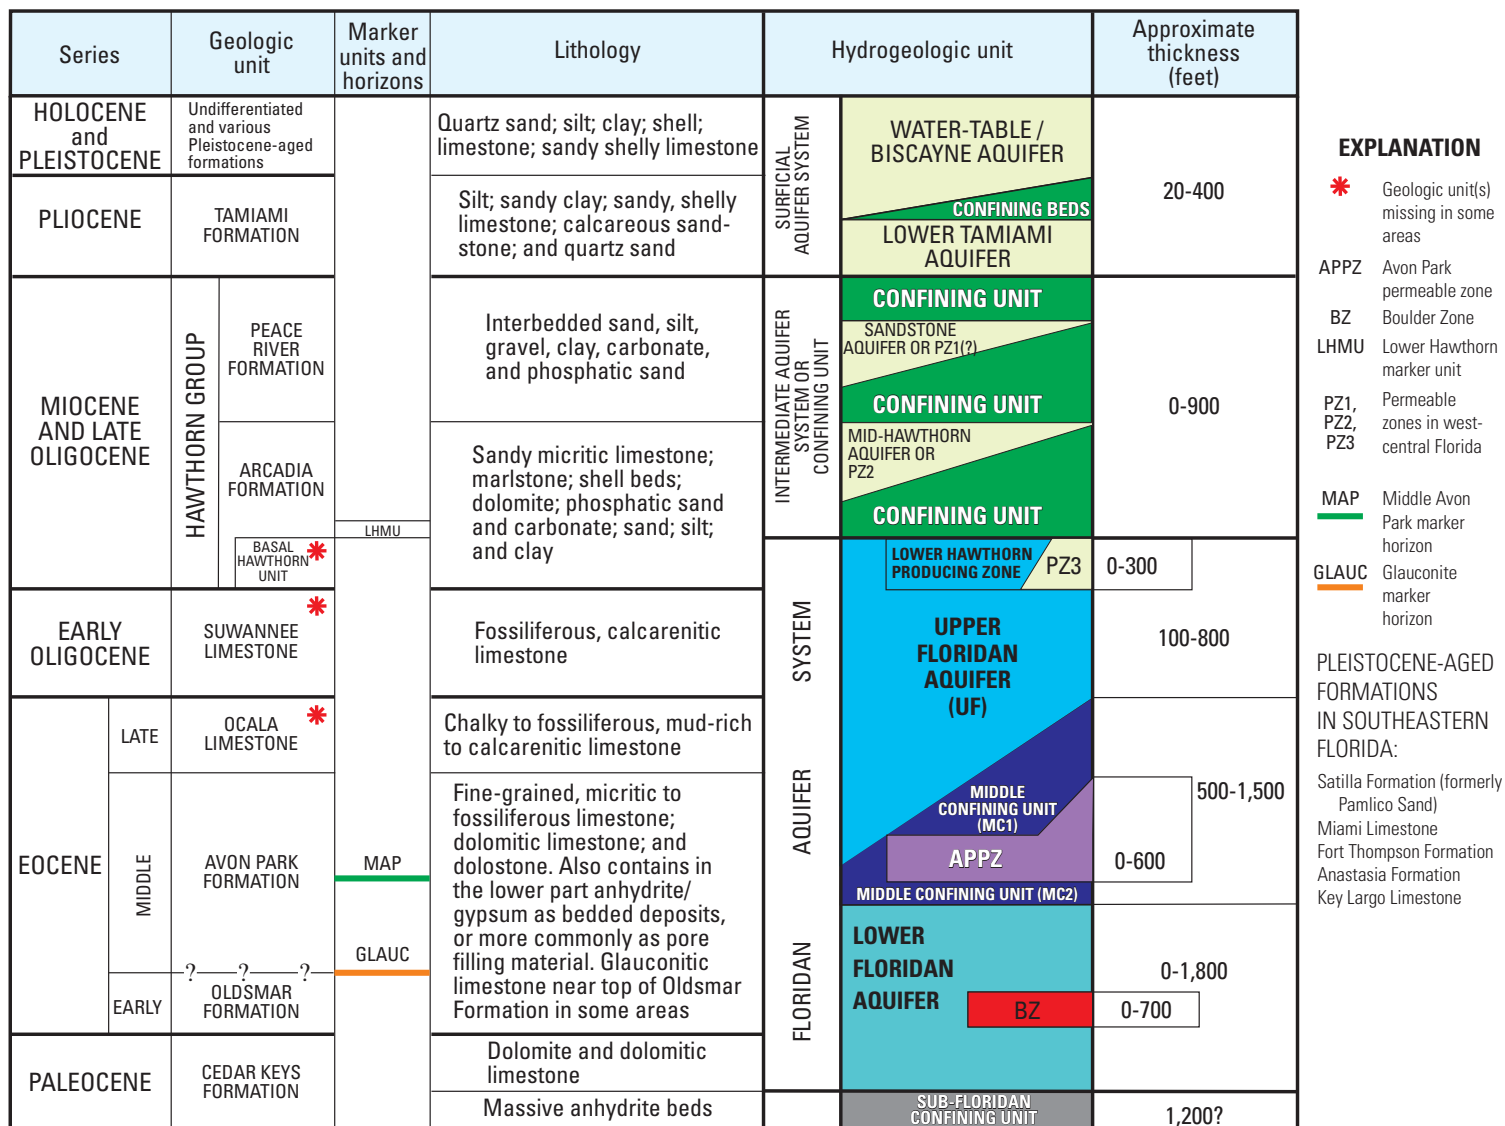 Series
Geologic
unit
Marker
units and
horizons
Lithology
Hydrogeologic unit
Approximate
thickness
(feet)
HOLOCENE
and
PLEISTOCENE
Undifferentiated
and various
Pleistocene-aged
formations
Quartz sand; silt; clay; shell;
limestone; sandy shelly limestone
SURFICIAL
AQUIFER SYSTEM
WATER-TABLE /
BISCAYNE AQUIFER
CONFINING BEDS
LOWER TAMIAMI
AQUIFER
20-400
PLIOCENE
TAMIAMI
FORMATION
Silt; sandy clay; sandy, shelly
limestone; calcareous sand-
stone; and quartz sand
MIOCENE
AND LATE
OLIGOCENE
HAWTHORN GROUP
PEACE
RIVER
FORMATION
Interbedded sand, silt,
gravel, clay, carbonate,
and phosphatic sand
INTERMEDIATE AQUIFER
SYSTEM OR
CONFINING UNIT
CONFINING UNIT
SANDSTONE
AQUIFER OR PZ1(?)
CONFINING UNIT
MID-HAWTHORN
AQUIFER OR
PZ2
CONFINING UNIT
0-900
ARCADIA
FORMATION
LHMU
Sandy micritic limestone;
marlstone; shell beds;
dolomite; phosphatic sand
and carbonate; sand; silt;
and clay
BASAL
HAWTHORN
UNIT
FLORIDAN AQUIFER SYSTEM
LOWER HAWTHORN
PRODUCING ZONE
PZ3
0-300
EARLY
OLIGOCENE
SUWANNEE
LIMESTONE
Fossiliferous, calcarenitic
limestone
UPPER
FLORIDAN
AQUIFER
(UF)
100-800
EOCENE
LATE
OCALA
LIMESTONE
Chalky to fossiliferous, mud-rich
to calcarenitic limestone
MIDDLE
AVON PARK
FORMATION
MAP
GLAUC
Fine-grained, micritic to
fossiliferous limestone;
dolomitic limestone; and
dolostone. Also contains in
the lower part anhydrite/
gypsum as bedded deposits,
or more commonly as pore
filling material. Glauconitic
limestone near top of Oldsmar
Formation in some areas
MIDDLE
CONFINING UNIT
(MC1)
APPZ
MIDDLE CONFINING UNIT (MC2)
500-1,500
0-600
? ? ?
EARLY
OLDSMAR
FORMATION
LOWER
FLORIDAN
AQUIFER
BZ
0-1,800
0-700
PALEOCENE
CEDAR KEYS
FORMATION
Dolomite and dolomitic
limestone
Massive anhydrite beds
SUB-FLORIDAN
CONFINING UNIT
1,200?
EXPLANATION
Geologic unit(s)
missing in some
areas
APPZ Avon Park
permeable zone
BZ Boulder Zone
LHMU Lower Hawthorn
marker unit
PZ1, Permeable
PZ2, zones in west-
PZ3 central Florida
MAP Middle Avon
Park marker
horizon
GLAUC Glauconite
marker
horizon
PLEISTOCENE-AGED
FORMATIONS
IN SOUTHEASTERN
FLORIDA:
Satilla Formation (formerly
Pamlico Sand)
Miami Limestone
Fort Thompson Formation
Anastasia Formation
Key Largo Limestone